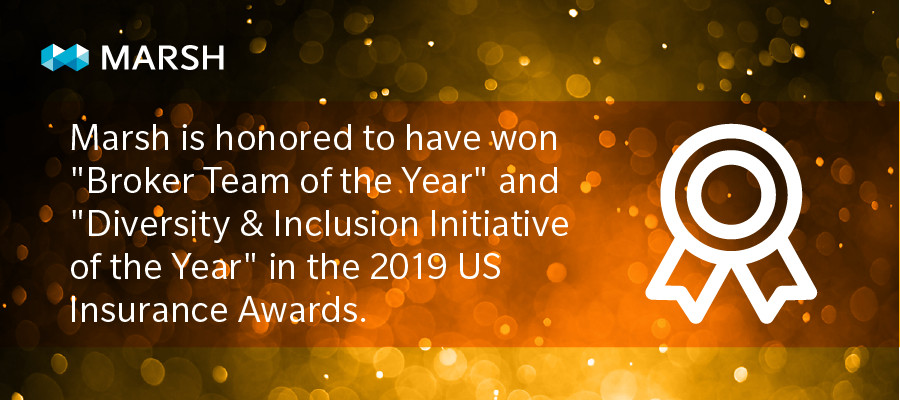 MARSH
Marsh is honored to have won
"Broker Team of the Year" and
"Diversity & Inclusion Initiative
of the Year" in the 2019 US
Insurance Awards.